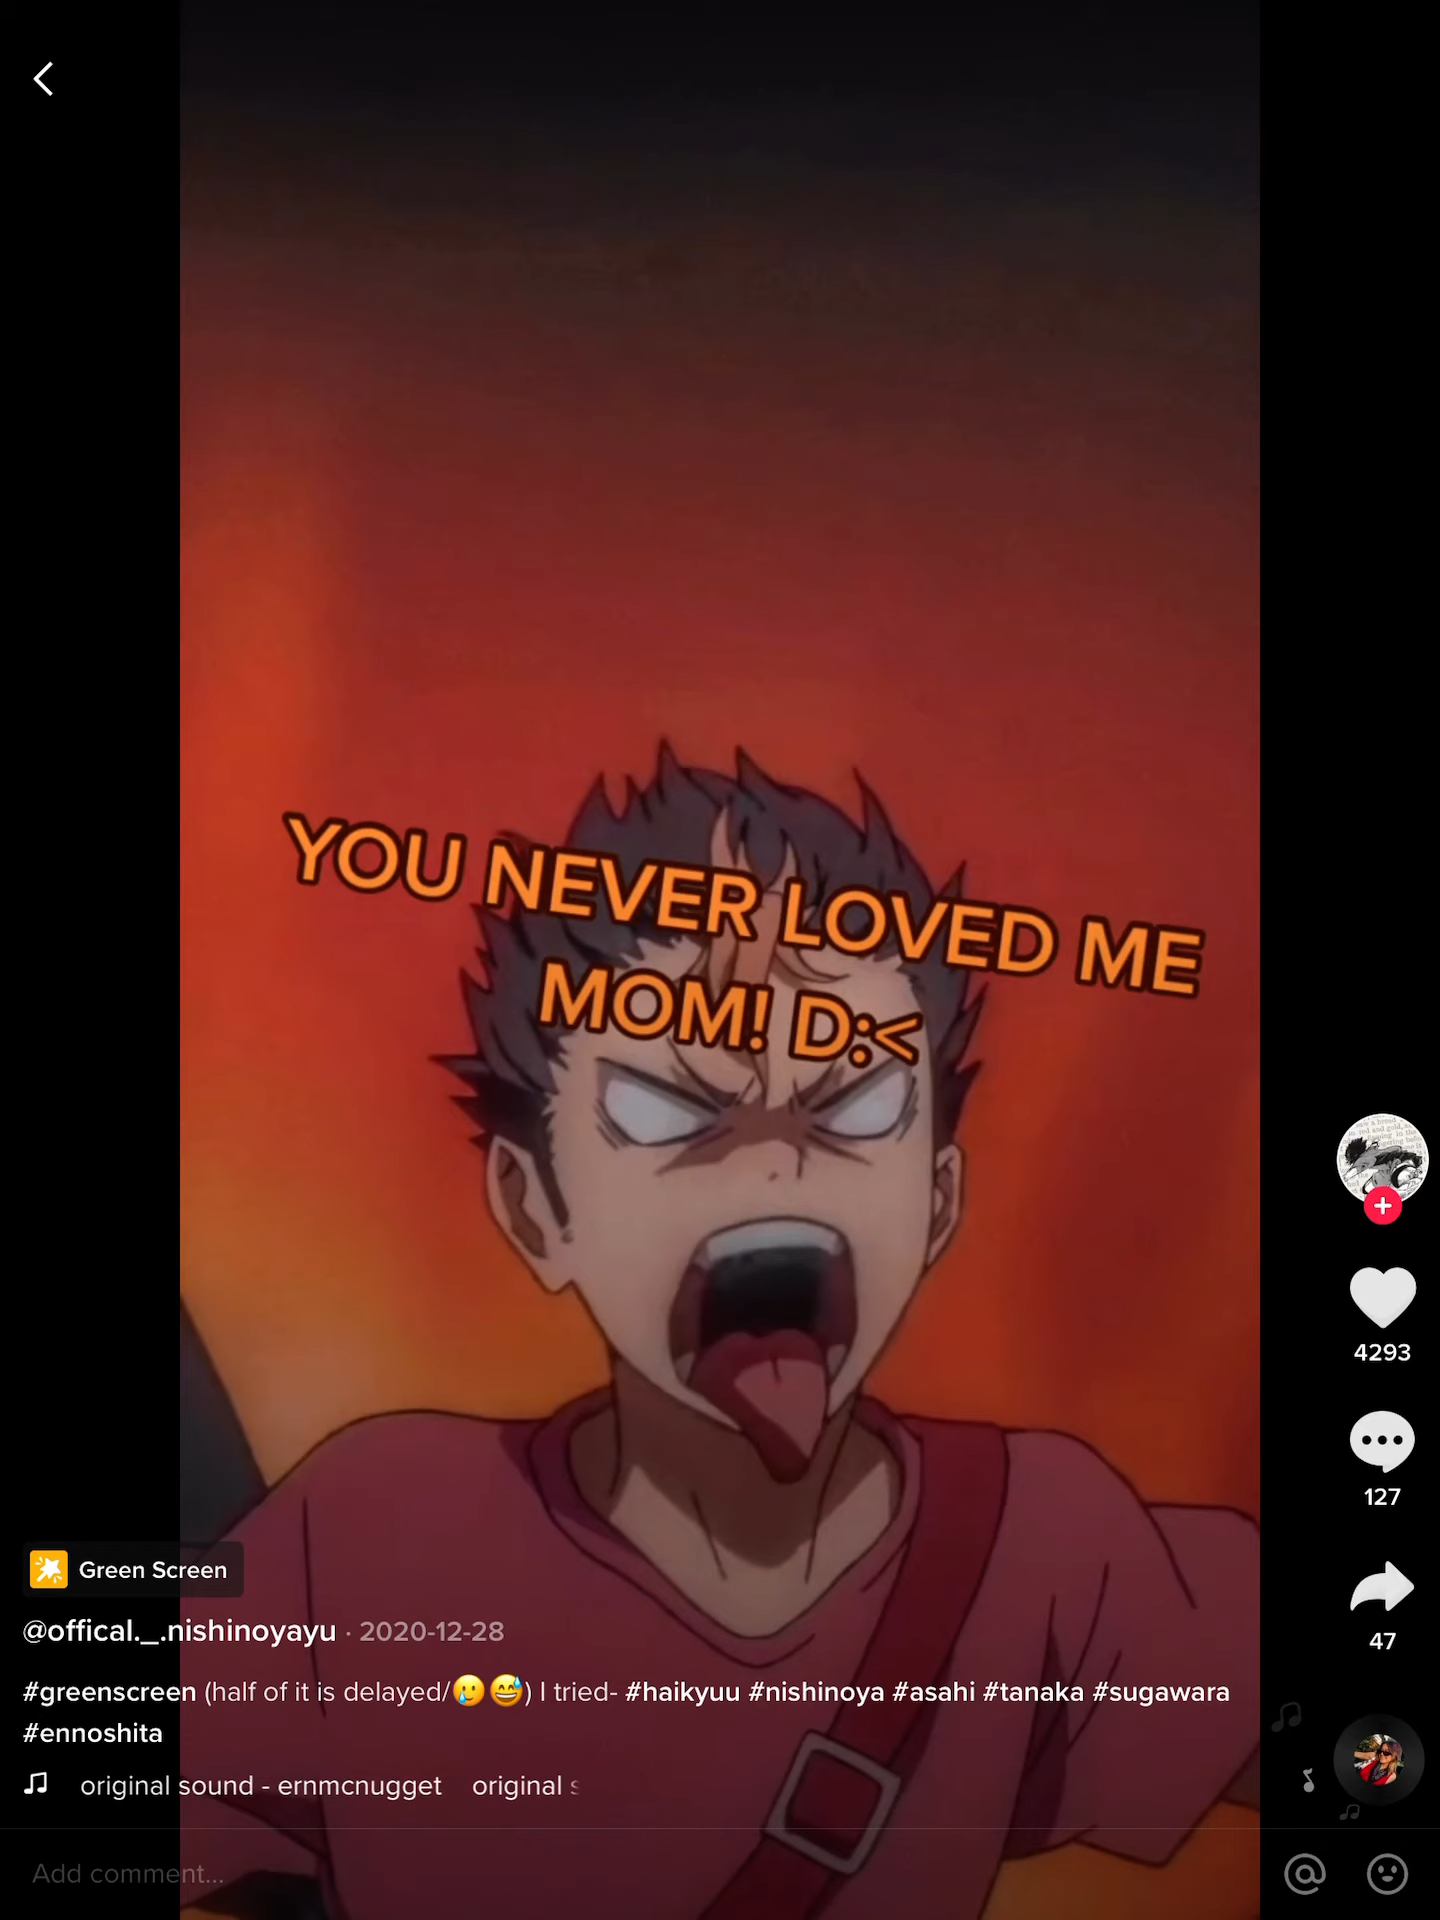 YOU NEVER LOVED ME
MOM! D:<
4293
127
47
Green Screen
@offical._.nishinoyayu · 2020-12-28
#greenscreen (half of it is delayed/🥲😅) I tried- #haikyuu #nishinoya #asahi #tanaka #sugawara
#ennoshita
original sound - ernmcnugget original s
Add comment...